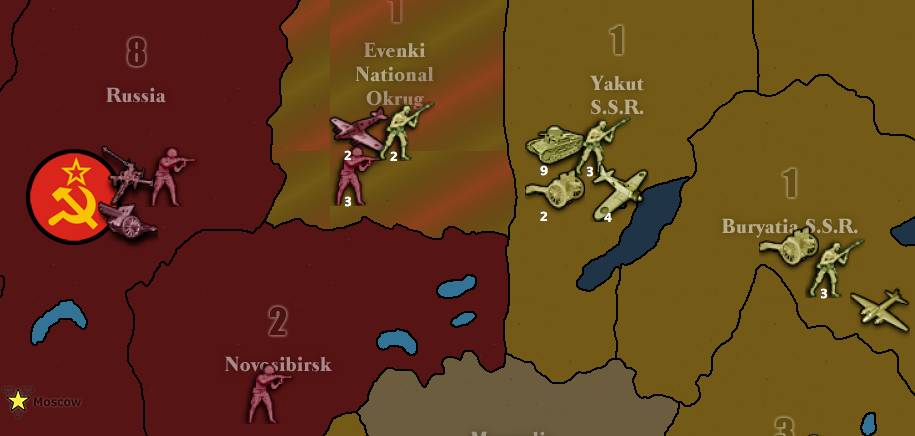 8
Russia
1
Evenki
National
Okrug
2
2
3
1
Yakut
S.S.R.
9
3
2
4
1
Buryatia S.S.R.
3
2
Novosibirsk
Moscow
3